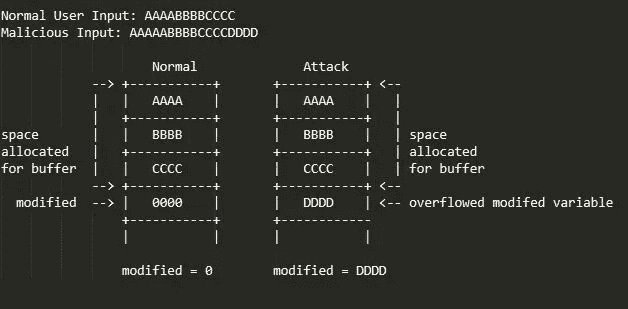 Normal User Input: AAAABBBBCCCC
Malicious Input: AAAAABBBBCCCCDDDD
Normal Attack
AAAA AAAA
BBBB BBBB
space space
allocated allocated
for buffer CCCC CCCC for buffer
modified --> 0000 DDDD <-- overflowed modifed variable
modified = 0 modified = DDDD